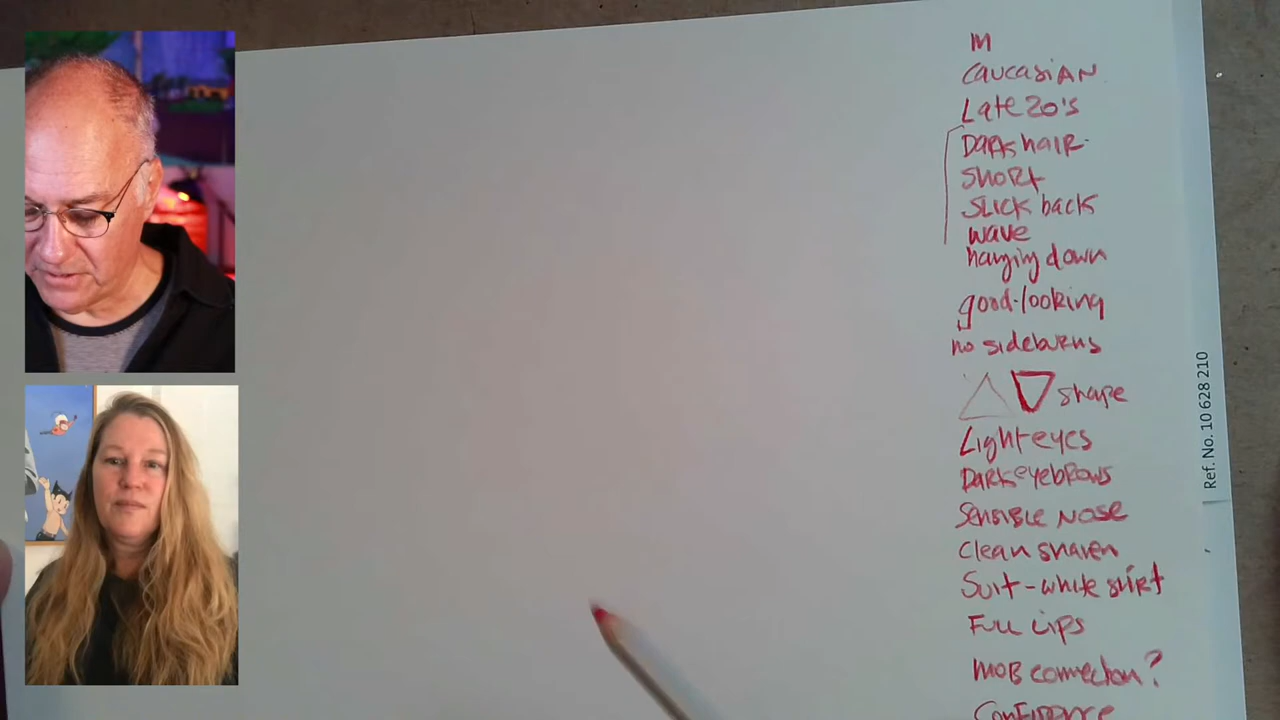 M
CAUCASIAN
Late 20's
DARK hair
SHORT
SLICK back
wave
hanging down
good-looking
no sideburns
shape
Light eyes
Dark eyebrows
Sensible Nose
Clean shaven
Suit - white shirt
Full Lips
MOB connection?
CONFIDENCE
Ref. No. 10 628 210